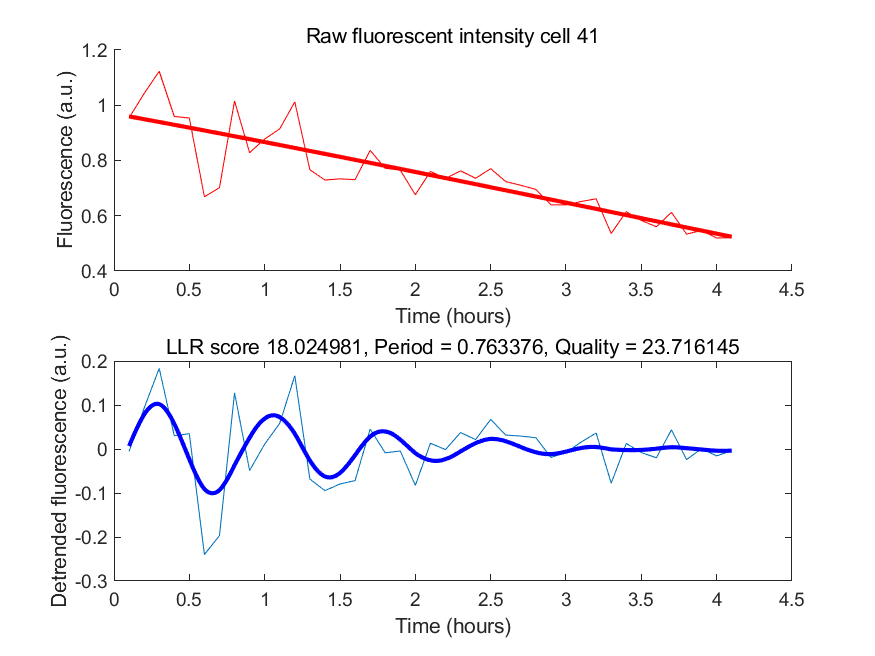 Raw fluorescent intensity cell 41
Fluorescence (a.u.)
1.2
1
0.8
0.6
0.4
0 0.5 1 1.5 2 2.5 3 3.5 4 4.5
Time (hours)
LLR score 18.024981, Period = 0.763376, Quality = 23.716145
Detrended fluorescence (a.u.)
0.2
0.1
0
-0.1
-0.2
-0.3
0 0.5 1 1.5 2 2.5 3 3.5 4 4.5
Time (hours)